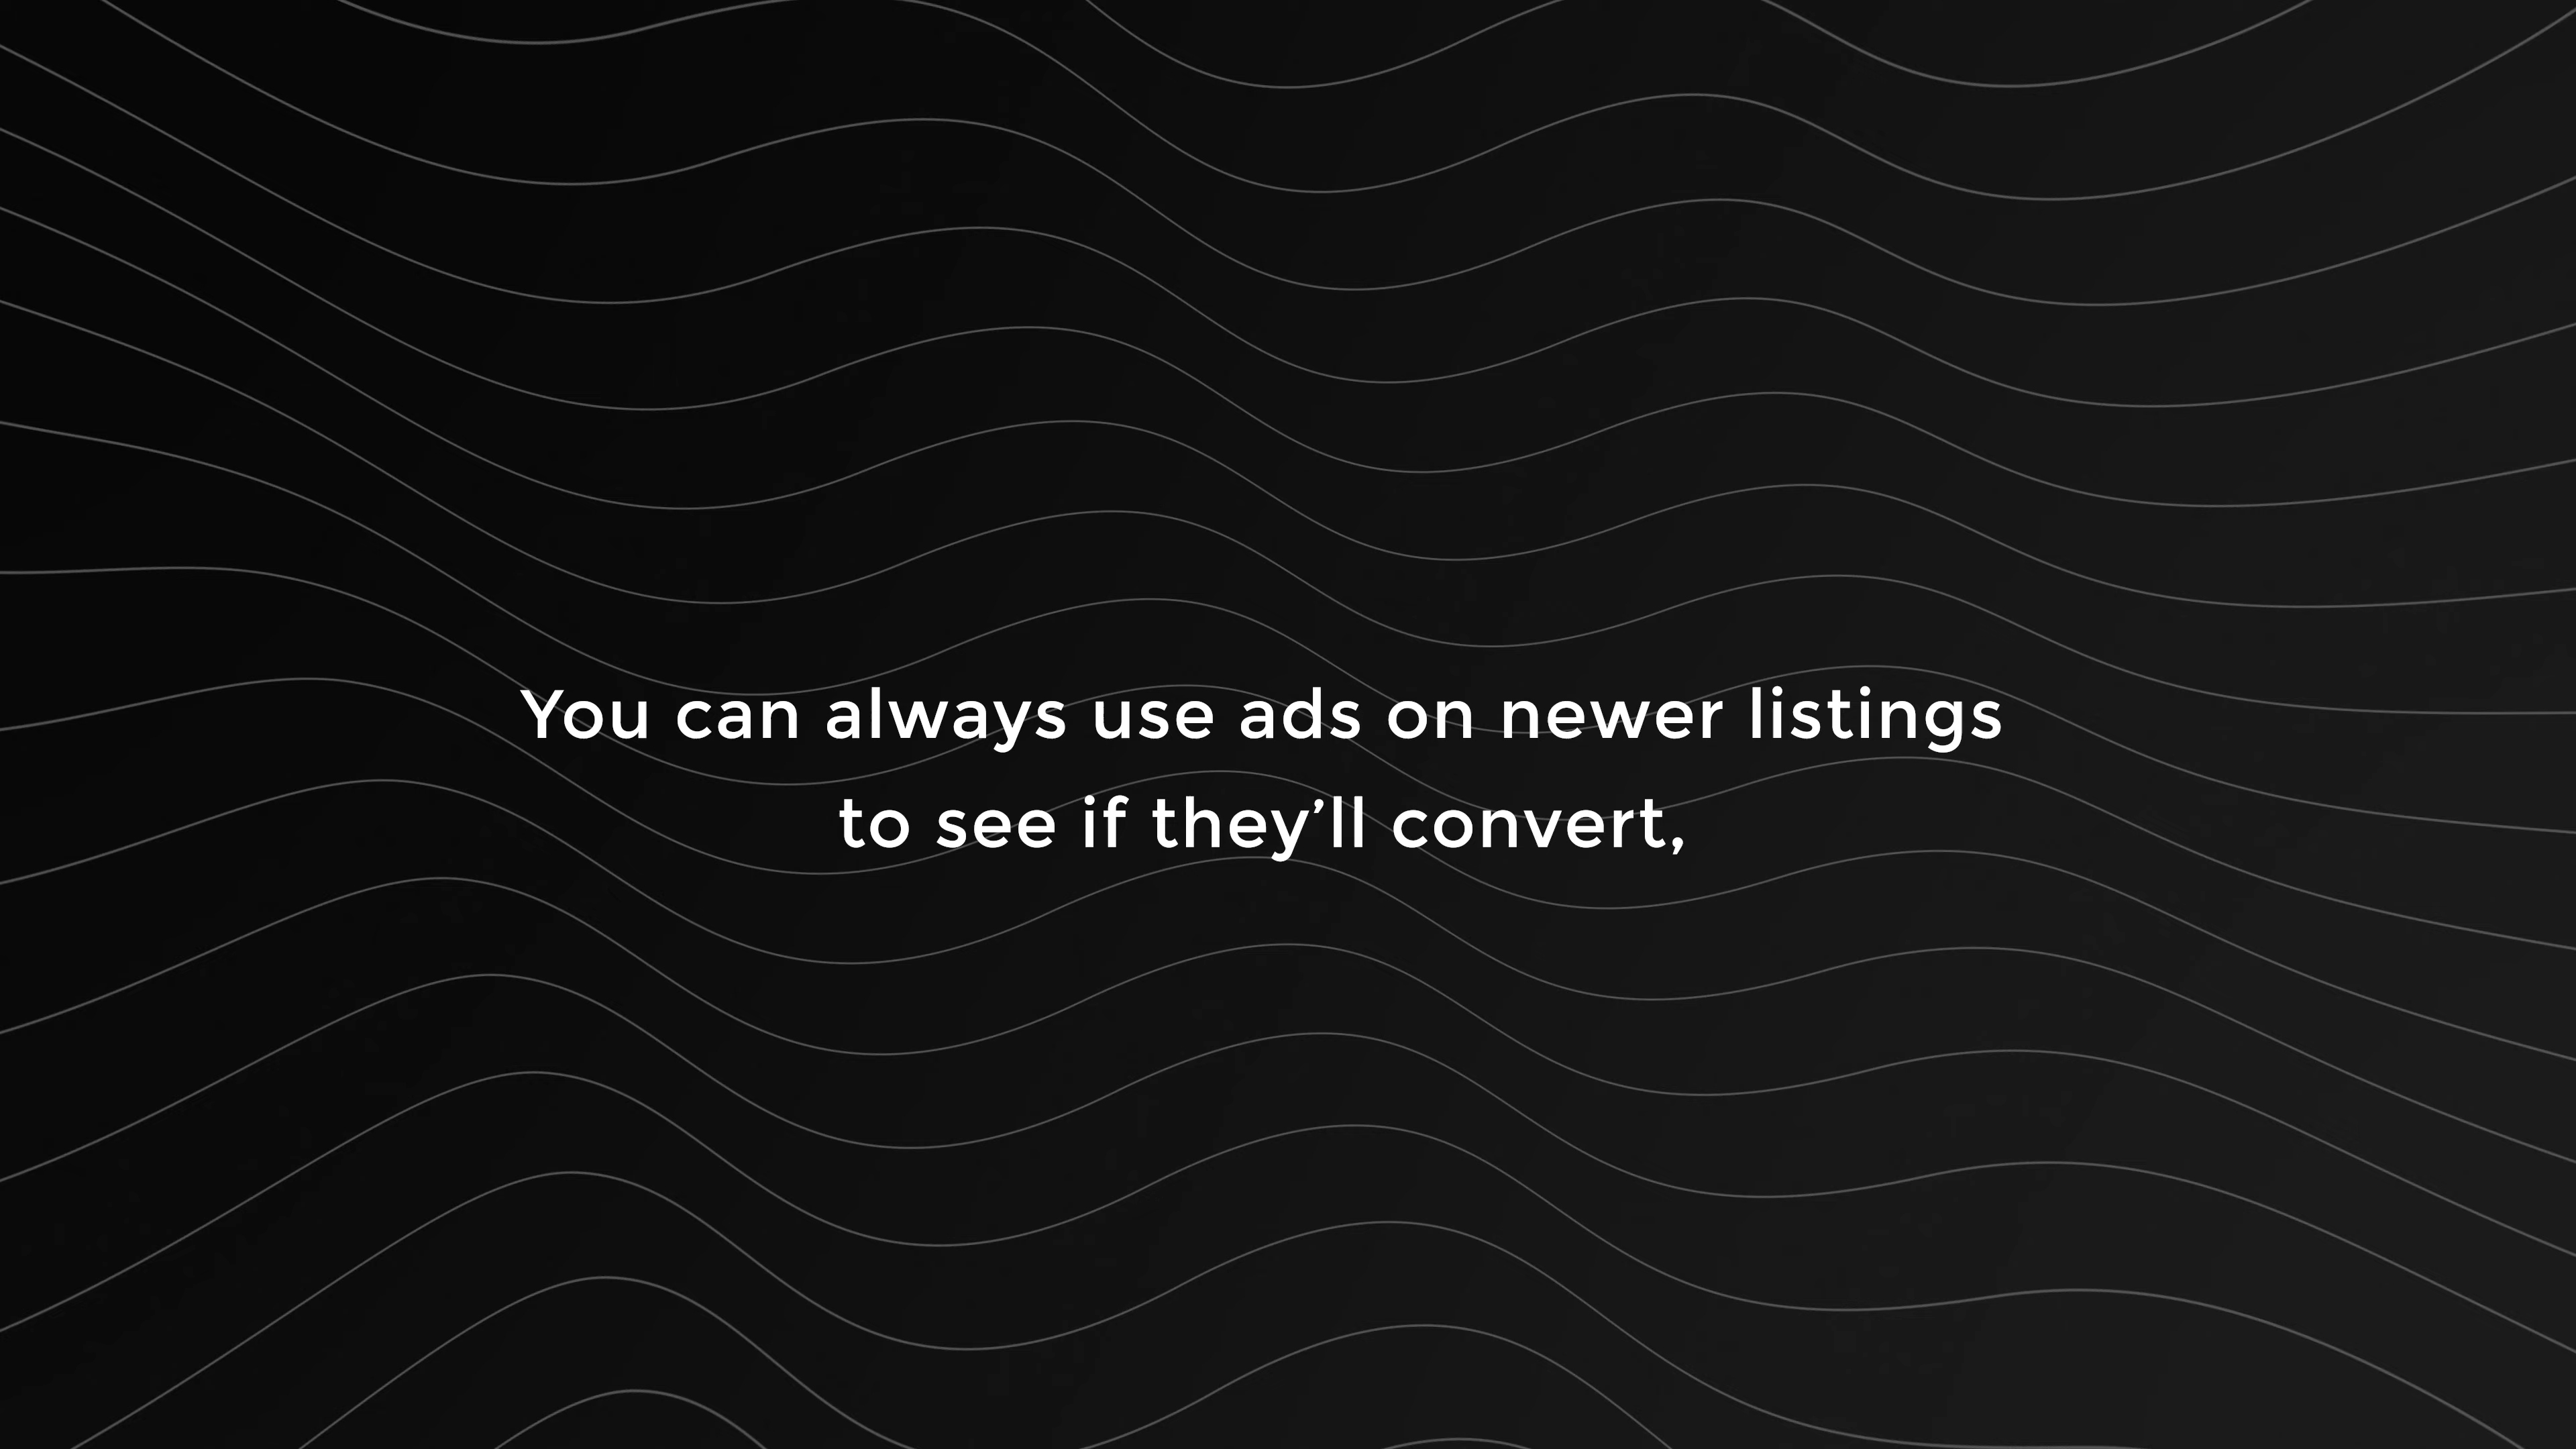 You can always use ads on newer listings
to see if they’ll convert,